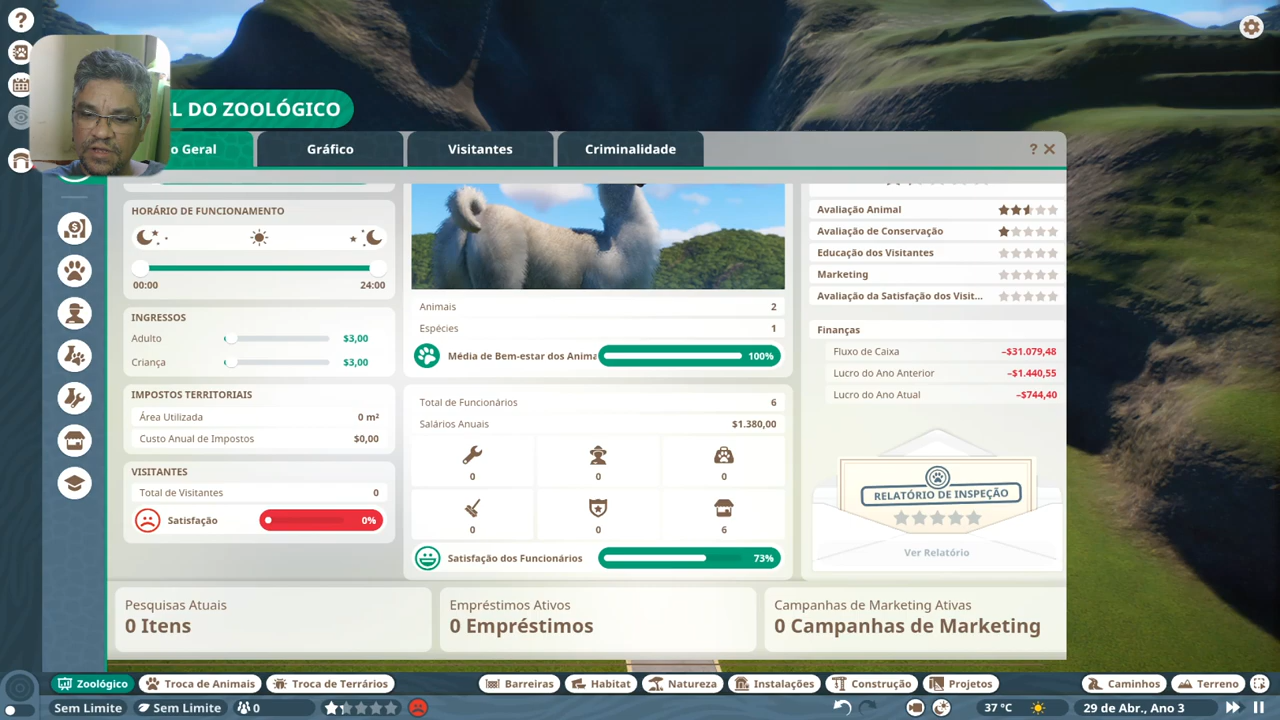 ?
AL DO ZOOLÓGICO
o Geral
Gráfico
Visitantes
Criminalidade
?
HORÁRIO DE FUNCIONAMENTO
00:00
24:00
INGRESSOS
Adulto
$3,00
Criança
$3,00
IMPOSTOS TERRITORIAIS
Área Utilizada
0 m²
Custo Anual de Impostos
$0,00
VISITANTES
Total de Visitantes
0
Satisfação
0%
Animais
2
Espécies
1
Média de Bem-estar dos Anima
100%
Total de Funcionários
6
Salários Anuais
$1.380,00
0
0
0
0
0
6
Satisfação dos Funcionários
73%
Avaliação Animal
Avaliação de Conservação
Educação dos Visitantes
Marketing
Avaliação da Satisfação dos Visit...
Finanças
Fluxo de Caixa
–$31.079,48
Lucro do Ano Anterior
–$1.440,55
Lucro do Ano Atual
–$744,40
RELATÓRIO DE INSPEÇÃO
Ver Relatório
Pesquisas Atuais
0 Itens
Empréstimos Ativos
0 Empréstimos
Campanhas de Marketing Ativas
0 Campanhas de Marketing
Zoológico
Troca de Animais
Troca de Terrários
Barreiras
Habitat
Natureza
Instalações
Construção
Projetos
Caminhos
Terreno
Sem Limite
Sem Limite
0
37 °C
29 de Abr., Ano 3